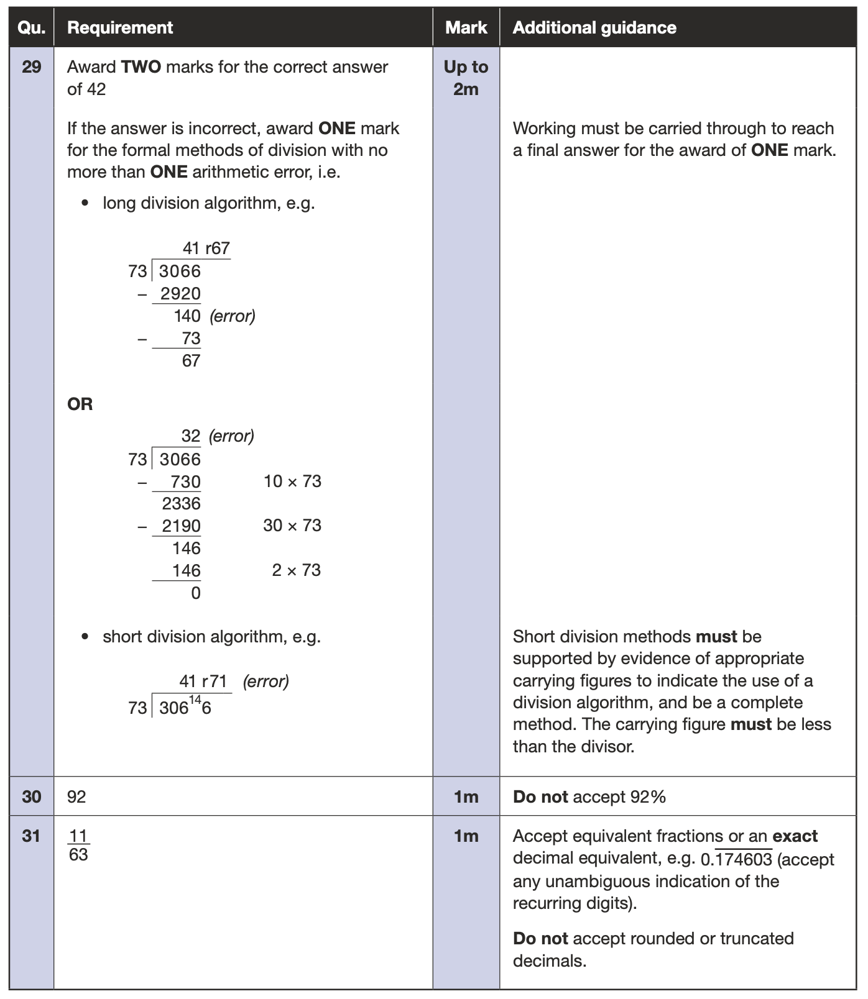 Qu. Requirement Mark Additional guidance
29 Award TWO marks for the correct answer Up to
of 42 2m
If the answer is incorrect, award ONE mark Working must be carried through to reach
for the formal methods of division with no a final answer for the award of ONE mark.
more than ONE arithmetic error, i.e.
• long division algorithm, e.g.
41 r67
73 3066
– 2920
140 (error)
– 73
67
OR
32 (error)
73 3066
– 730 10 × 73
2336
– 2190 30 × 73
146
146 2 × 73
0
• short division algorithm, e.g. Short division methods must be
supported by evidence of appropriate
carrying figures to indicate the use of a
division algorithm, and be a complete
method. The carrying figure must be less
than the divisor.
41 r71 (error)
73 306¹⁴6
30 92 1m Do not accept 92%
31 11 1m Accept equivalent fractions or an exact
63 decimal equivalent, e.g. 0.174603 (accept
any unambiguous indication of the
recurring digits).
Do not accept rounded or truncated
decimals.